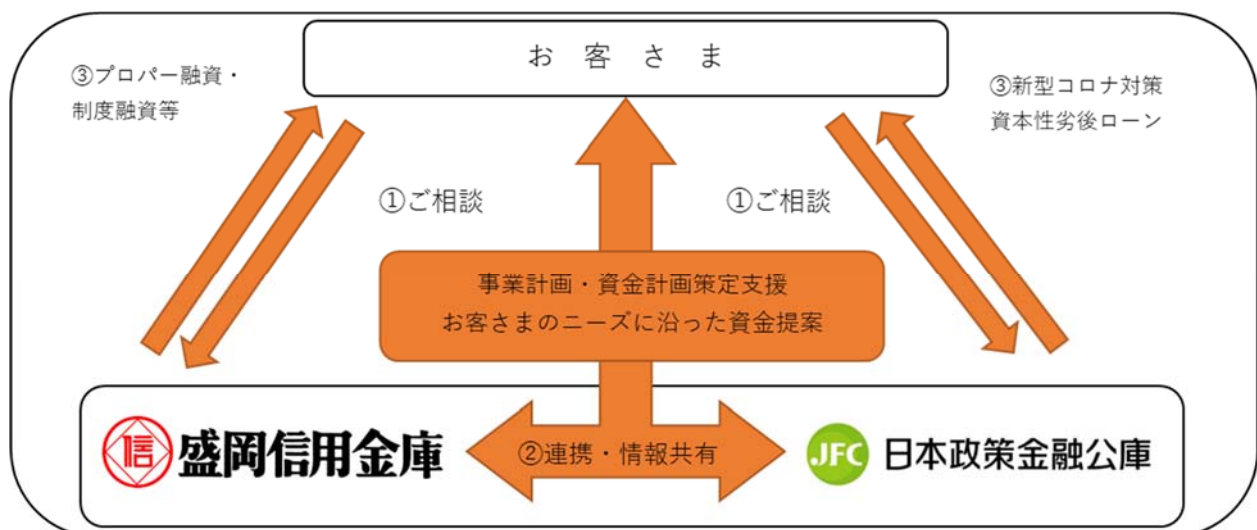 お客さま
③プロパー融資・
制度融資等
③新型コロナ対策
資本性劣後ローン
①ご相談
①ご相談
事業計画・資金計画策定支援
お客さまのニーズに沿った資金提案
信 盛岡信用金庫
②連携・情報共有
JFC 日本政策金融公庫